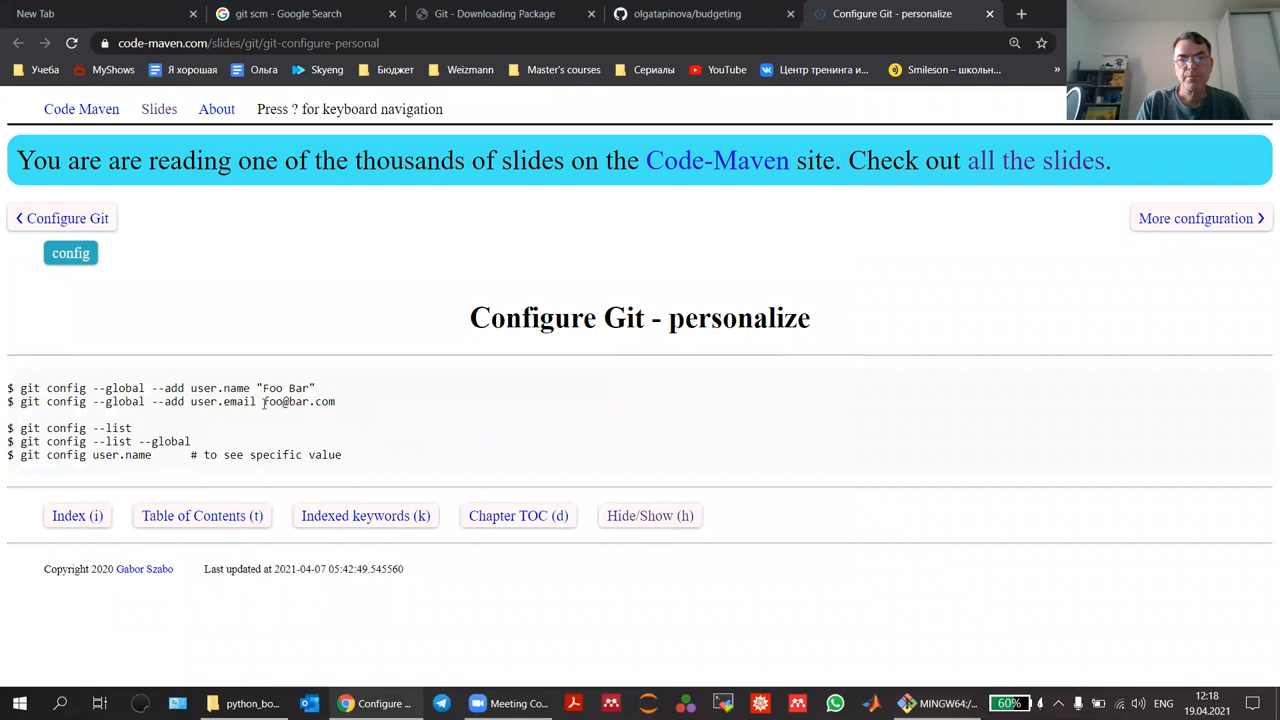 New Tab
git scm - Google Search
Git - Downloading Package
olgatapinova/budgeting
Configure Git - personalize
code-maven.com/slides/git/git-configure-personal
Учеба
MyShows
Я хорошая
Ольга
Skyeng
Бюджет
Weizmann
Master's courses
Сериалы
YouTube
Центр тренинга и...
Smileson — школьн...
»
Code Maven Slides About Press ? for keyboard navigation
You are are reading one of the thousands of slides on the Code-Maven site. Check out all the slides.
❮ Configure Git
More configuration ❯
config
Configure Git - personalize
$ git config --global --add user.name "Foo Bar"
$ git config --global --add user.email foo@bar.com
$ git config --list
$ git config --list --global
$ git config user.name # to see specific value
Index (i)
Table of Contents (t)
Indexed keywords (k)
Chapter TOC (d)
Hide/Show (h)
Copyright 2020 Gabor Szabo Last updated at 2021-04-07 05:42:49.545560
python_bo...
Configure ...
Meeting Co...
MINGW64:/...
60%
ENG
12:18
19.04.2021